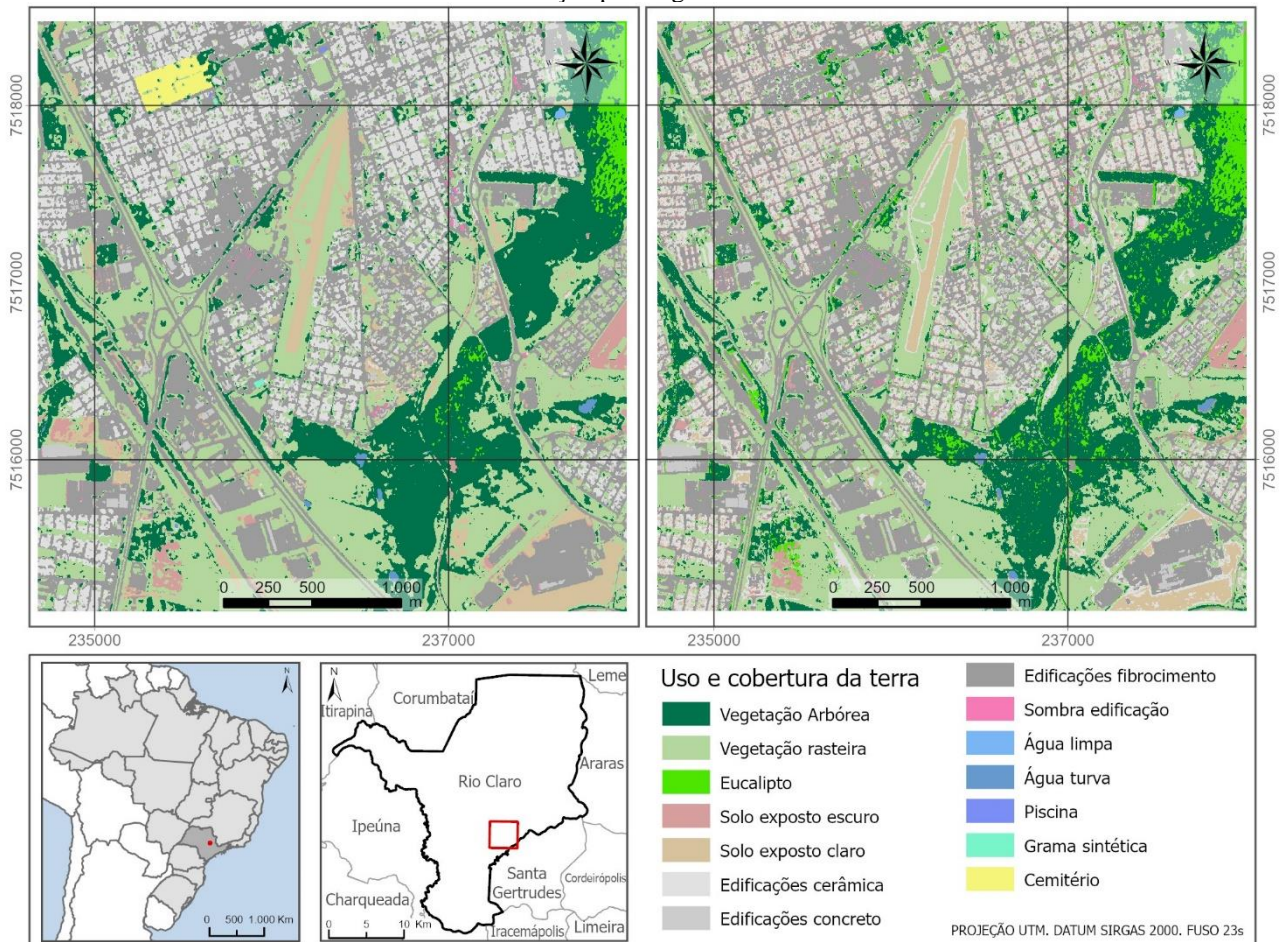 7518000
7517000
7516000
W
E
0 250 500 1.000
m
235000
237000
W
E
0 250 500 1.000
m
7518000
7517000
7516000
235000
237000
N
0 500 1.000 Km
N
Leme
Corumbataí
Itirapina
Araras
Rio Claro
Ipeúna
Santa
Gertrudes
Cordeirópolis
Charqueada
Limeira
Iracemápolis
0 5 10 Km
Uso e cobertura da terra
Vegetação Arbórea
Vegetação rasteira
Eucalipto
Solo exposto escuro
Solo exposto claro
Edificações cerâmica
Edificações concreto
Edificações fibrocimento
Sombra edificação
Água limpa
Água turva
Piscina
Grama sintética
Cemitério
PROJEÇÃO UTM. DATUM SIRGAS 2000. FUSO 23s